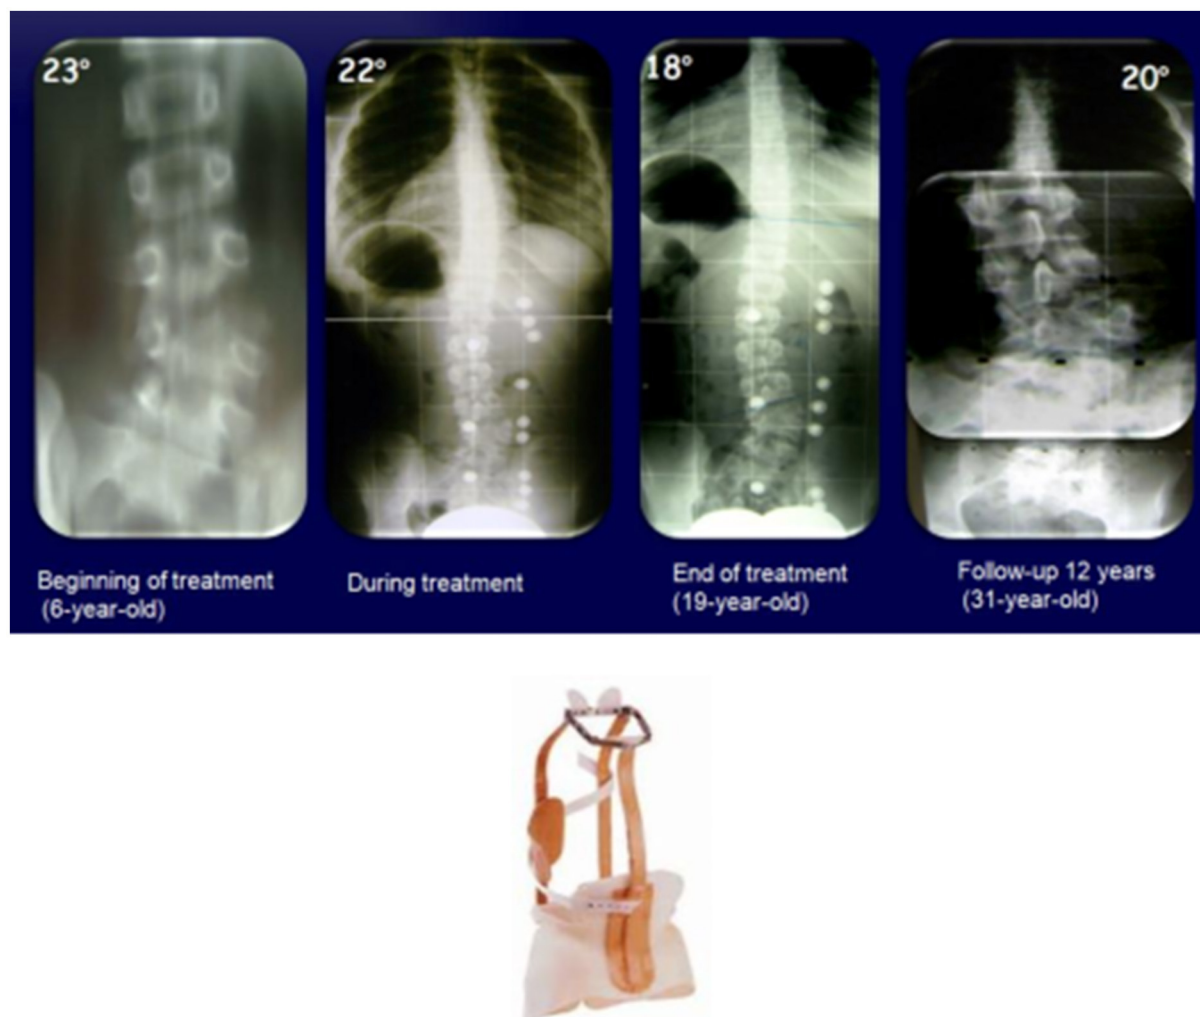 23°
22°
18°
20°
Beginning of treatment
(6-year-old)
During treatment
End of treatment
(19-year-old)
Follow-up 12 years
(31-year-old)